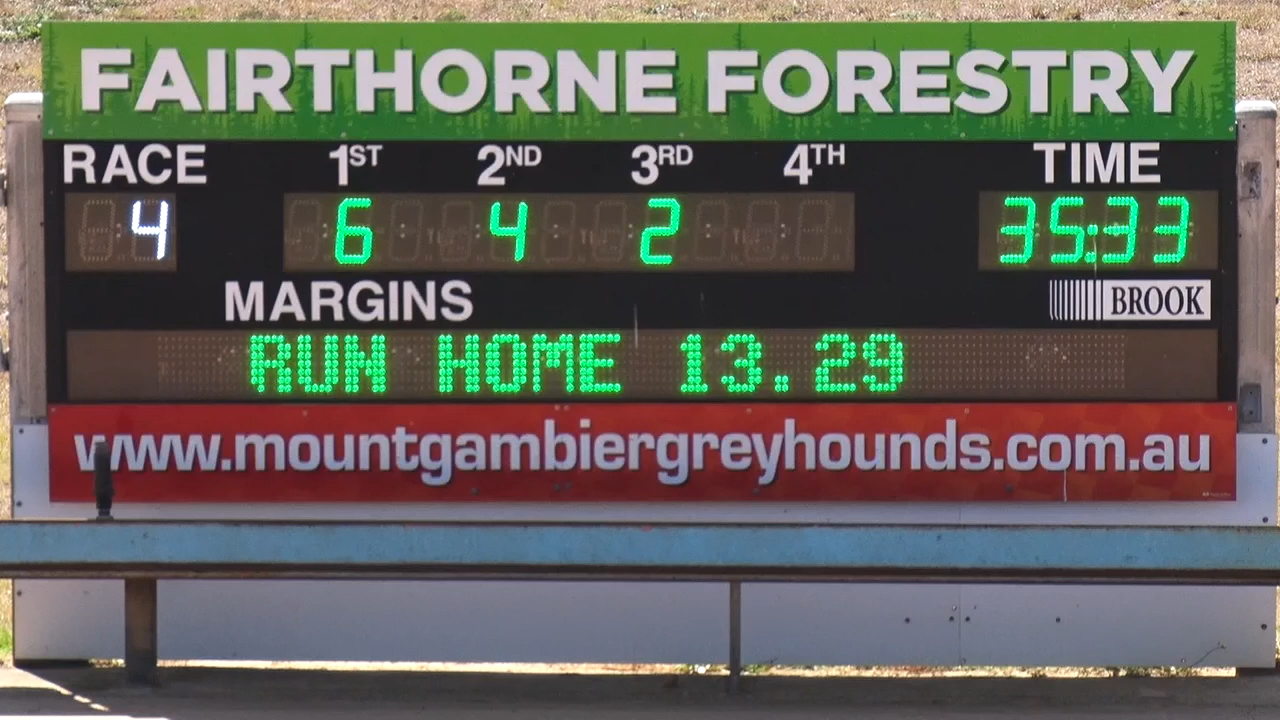 FAIRTHORNE FORESTRY
RACE 1ST 2ND 3RD 4TH TIME
4 6 4 2 35:33
MARGINS BROOK
RUN HOME 13.29
www.mountgambiergreyhounds.com.au